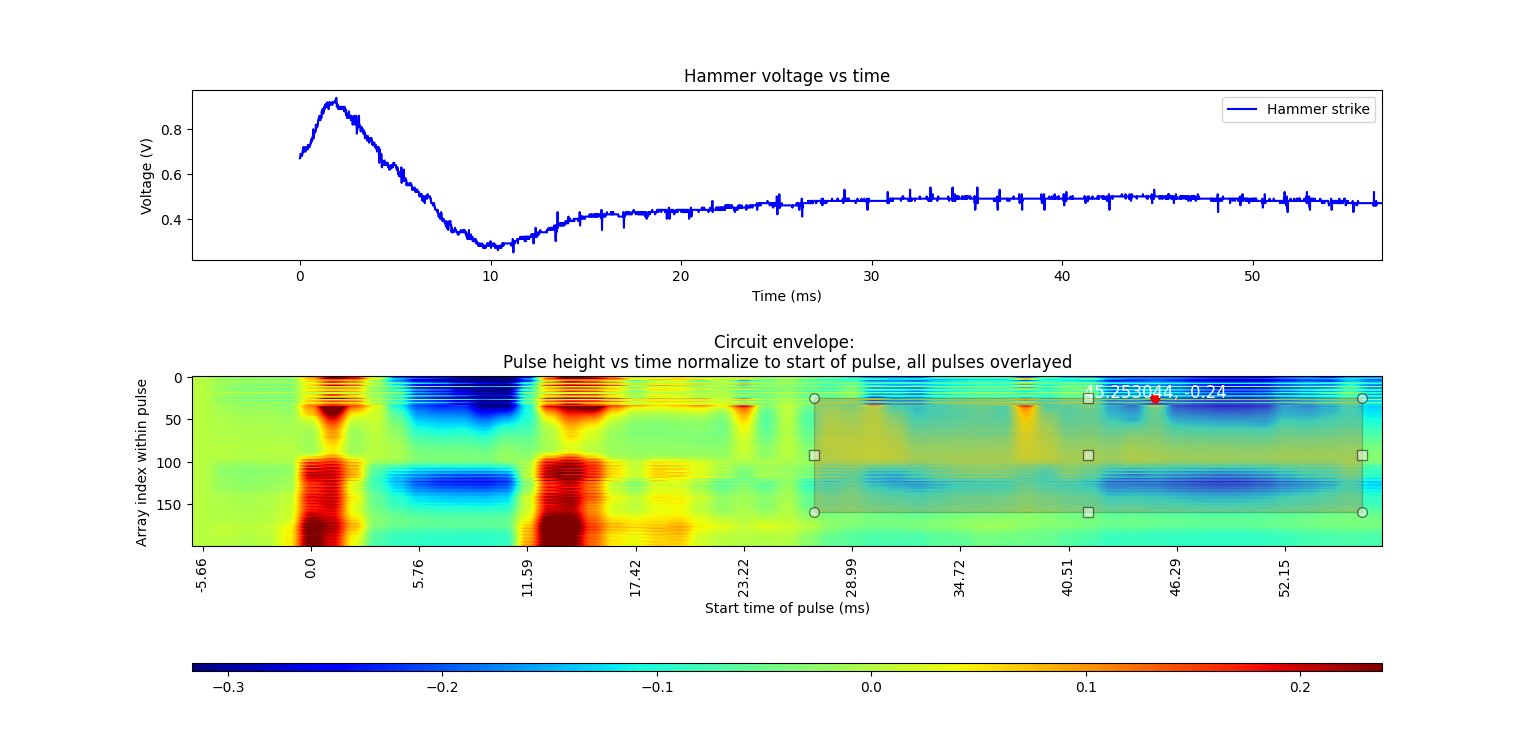 Hammer voltage vs time
Hammer strike
Voltage (V)
0.8
0.6
0.4
0 10 20 30 40 50
Time (ms)
Circuit envelope:
Pulse height vs time normalize to start of pulse, all pulses overlayed
45.253044, -0.24
Array index within pulse
0
50
100
150
-5.66 0.0 5.76 11.59 17.42 23.22 28.99 34.72 40.51 46.29 52.15
Start time of pulse (ms)
−0.3 −0.2 −0.1 0.0 0.1 0.2